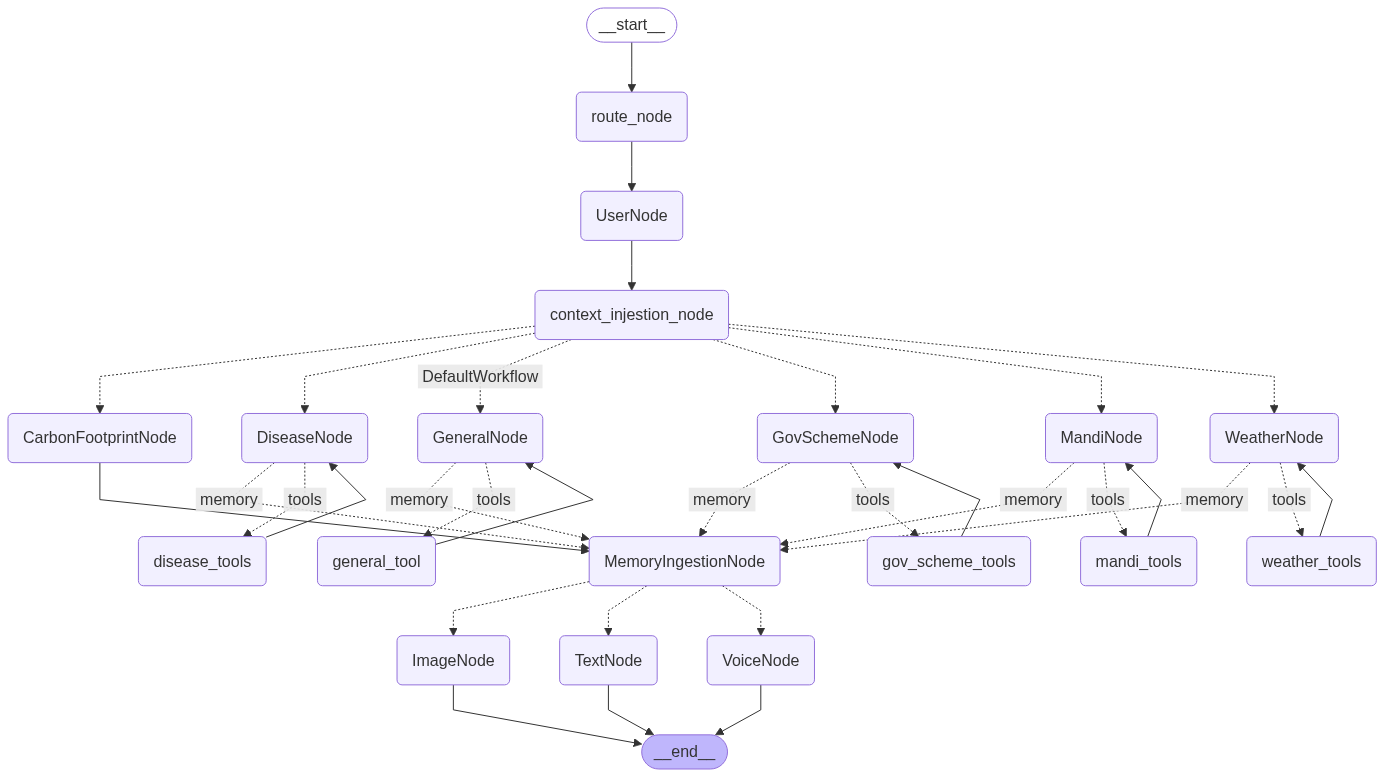 __start__
route_node
UserNode
context_injestion_node
DefaultWorkflow
CarbonFootprintNode
DiseaseNode
GeneralNode
GovSchemeNode
MandiNode
WeatherNode
memory
tools
memory
tools
memory
tools
memory
tools
memory
tools
disease_tools
general_tool
MemoryIngestionNode
gov_scheme_tools
mandi_tools
weather_tools
ImageNode
TextNode
VoiceNode
__end__